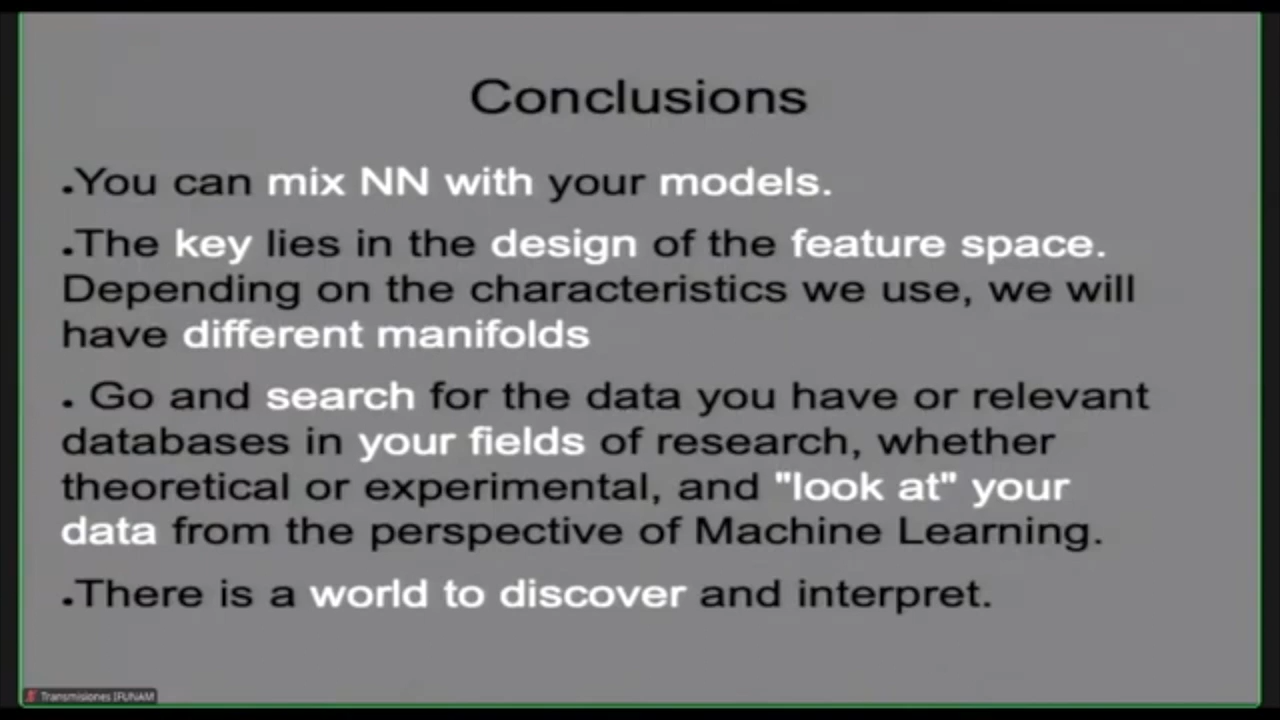 Conclusions
.You can mix NN with your models.
.The key lies in the design of the feature space.
Depending on the characteristics we use, we will
have different manifolds
. Go and search for the data you have or relevant
databases in your fields of research, whether
theoretical or experimental, and "look at" your
data from the perspective of Machine Learning.
.There is a world to discover and interpret.
Transmisiones IFUNAM